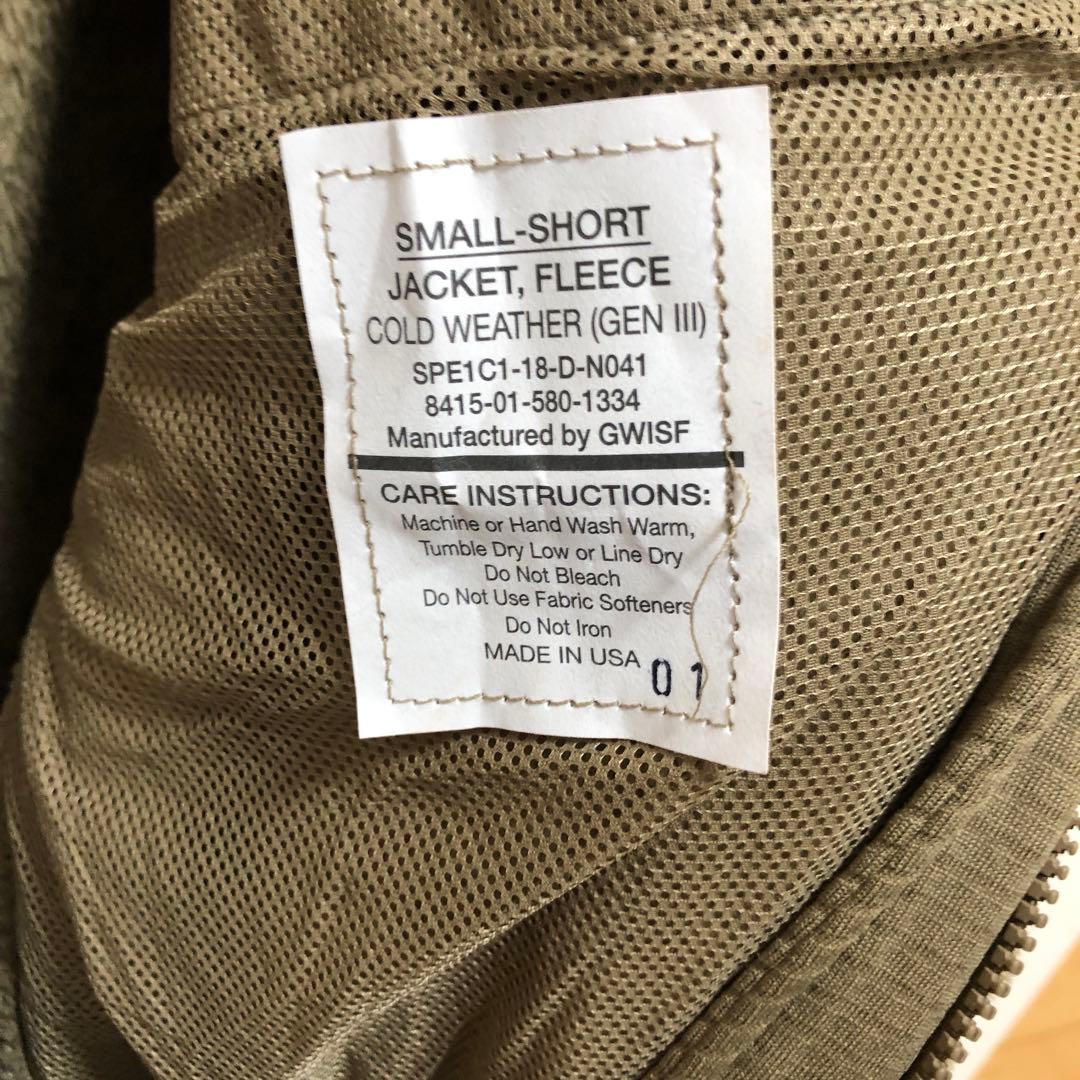 SMALL-SHORT
JACKET, FLEECE
COLD WEATHER (GEN III)
SPE1C1-18-D-N041
8415-01-580-1334
Manufactured by GWISF
CARE INSTRUCTIONS:
Machine or Hand Wash Warm,
Tumble Dry Low or Line Dry
Do Not Bleach
Do Not Use Fabric Softeners
Do Not Iron
MADE IN USA
01